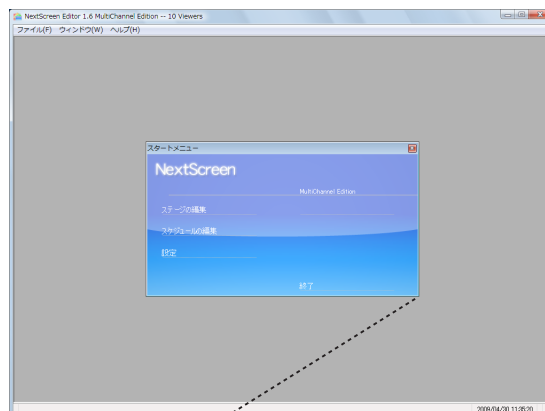 NextScreen Editor 1.6 MultiChannel Edition -- 10 Viewers
ファイル(F) ウィンドウ(W) ヘルプ(H)
スタートメニュー
NextScreen
MultiChannel Edition
ステージの編集
スケジュールの編集
設定
終了
2009/04/30 11:35:20